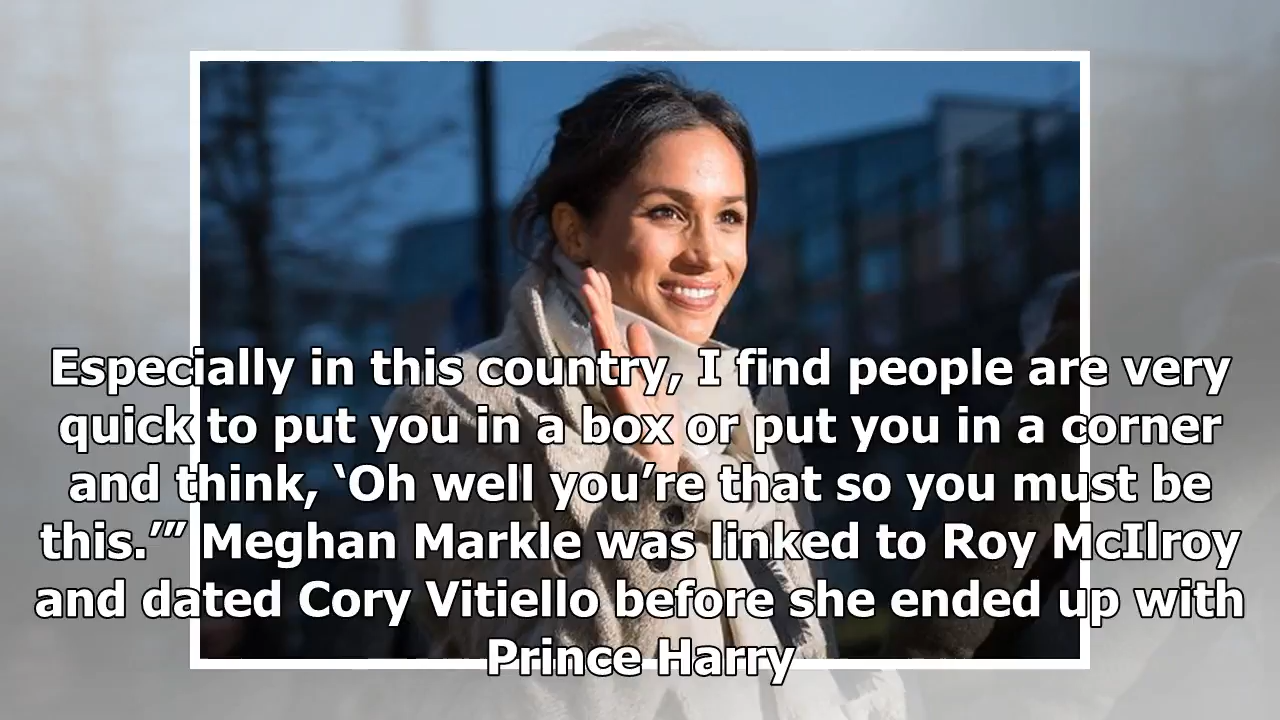 Especially in this country, I find people are very
quick to put you in a box or put you in a corner
and think, ‘Oh well you’re that so you must be
this.’” Meghan Markle was linked to Roy McIlroy
and dated Cory Vitiello before she ended up with
Prince Harry